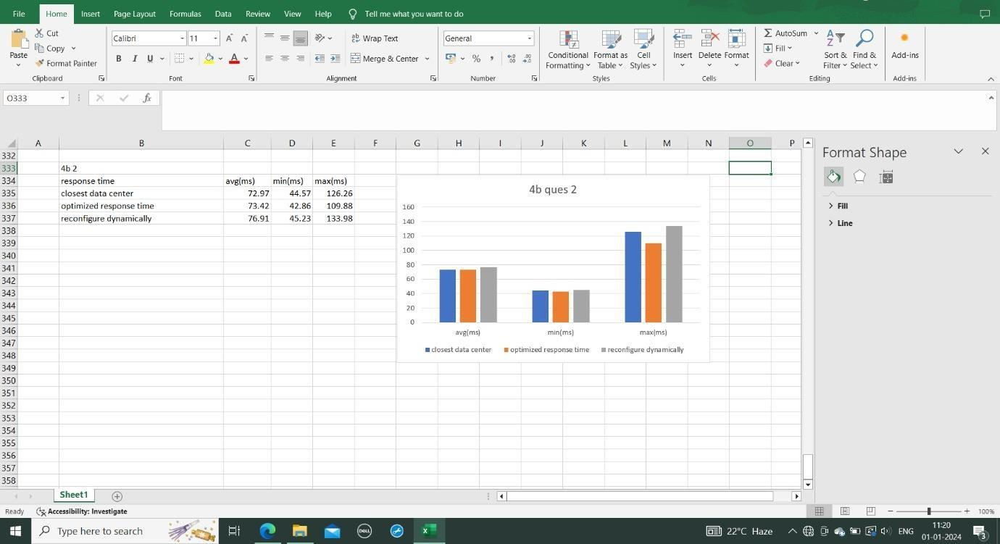 File Home Insert Page Layout Formulas Data Review View Help Tell me what you want to do
Cut
Copy
Format Painter
Paste
Clipboard
Calibri 11 A A
B I U A
Font
ab Wrap Text
Merge & Center
Alignment
General
% ,
Number
Conditional Formatting
Format as Table
Cell Styles
Styles
Insert Delete Format
Cells
AutoSum
Fill
Clear
Sort & Filter
Find & Select
Editing
Add-ins
Add-ins
O333 fx
A B C D E F G H I J K L M N O P
332
333 4b 2
334 response time avg(ms) min(ms) max(ms)
335 closest data center 72.97 44.57 126.26
336 optimized response time 73.42 42.86 109.88
337 reconfigure dynamically 76.91 45.23 133.98
338
339
340
341
342
343
344
345
346
347
348
349
350
351
352
353
354
355
356
357
358
4b ques 2
160
140
120
100
80
60
40
20
0
avg(ms) min(ms) max(ms)
closest data center optimized response time reconfigure dynamically
Format Shape
Fill
Line
Sheet1
Ready Accessibility: Investigate 100%
Type here to search DELL 22°C Haze ENG 11:20
01-01-2024 3